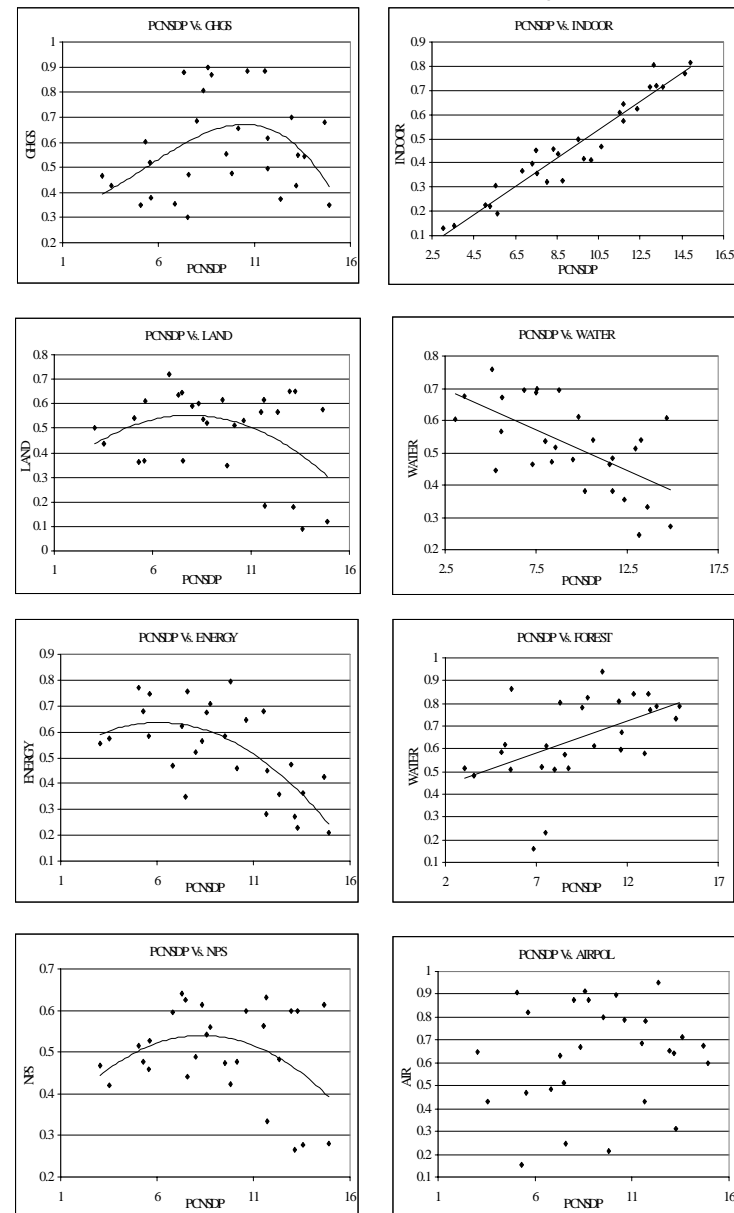 PCNSDP Vs. GHGS
1
0.9
0.8
0.7
0.6
0.5
0.4
0.3
0.2
GHGS
1 6 11 16
PCNSDP
PCNSDP Vs. INDOOR
0.9
0.8
0.7
0.6
0.5
0.4
0.3
0.2
0.1
INDOOR
2.5 4.5 6.5 8.5 10.5 12.5 14.5 16.5
PCNSDP
PCNSDP Vs. LAND
0.8
0.7
0.6
0.5
0.4
0.3
0.2
0.1
0
LAND
1 6 11 16
PCNSDP
PCNSDP Vs. WATER
0.8
0.7
0.6
0.5
0.4
0.3
0.2
WATER
2.5 7.5 12.5 17.5
PCNSDP
PCNSDP Vs. ENERGY
0.9
0.8
0.7
0.6
0.5
0.4
0.3
0.2
0.1
ENERGY
1 6 11 16
PCNSDP
PCNSDP Vs. FOREST
1
0.9
0.8
0.7
0.6
0.5
0.4
0.3
0.2
0.1
WATER
2 7 12 17
PCNSDP
PCNSDP Vs. NPS
0.7
0.6
0.5
0.4
0.3
0.2
NPS
1 6 11 16
PCNSDP
PCNSDP Vs. AIRPOL
1
0.9
0.8
0.7
0.6
0.5
0.4
0.3
0.2
0.1
AIR
1 6 11 16
PCNSDP